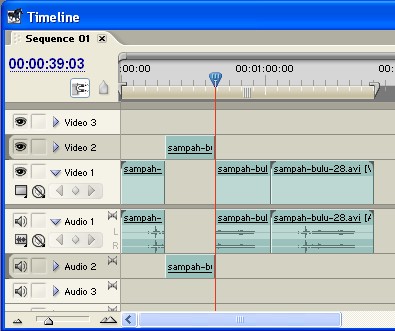 Timeline
Sequence 01
00:00:39:03
:00:00
00:01:00:00
00:
Video 3
Video 2
sampah-bu
Video 1
sampah-
sampah-bul
sampah-bulu-28.avi [V
Audio 1
L
R
sampah-
sampah-bul
sampah-bulu-28.avi [A
Audio 2
sampah-bu
Audio 3